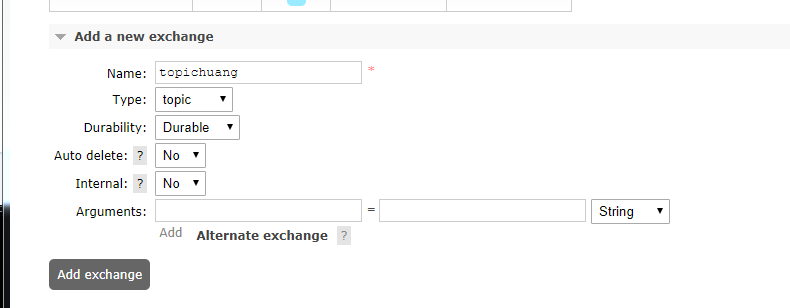 Add a new exchange
Name: topichuang *
Type: topic
Durability: Durable
Auto delete: ? No
Internal: ? No
Arguments: = String
Add Alternate exchange ?
Add exchange